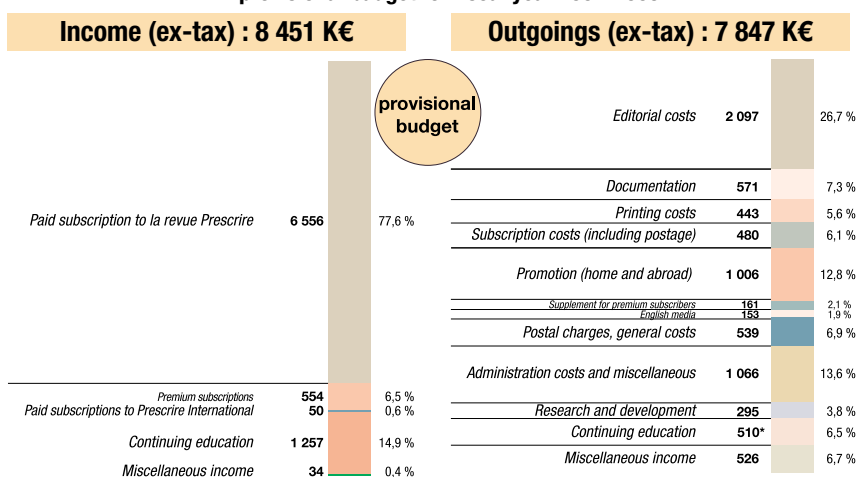 Income (ex-tax) : 8 451 K€
Paid subscription to la revue Prescrire 6 556 77,6 %
Premium subscriptions 554 6,5 %
Paid subscriptions to Prescrire International 50 0,6 %
Continuing education 1 257 14,9 %
Miscellaneous income 34 0,4 %
provisional
budget
Outgoings (ex-tax) : 7 847 K€
Editorial costs 2 097 26,7 %
Documentation 571 7,3 %
Printing costs 443 5,6 %
Subscription costs (including postage) 480 6,1 %
Promotion (home and abroad) 1 006 12,8 %
Supplement for premium subscribers 161 2,1 %
English media 153 1,9 %
Postal charges, general costs 539 6,9 %
Administration costs and miscellaneous 1 066 13,6 %
Research and development 295 3,8 %
Continuing education 510* 6,5 %
Miscellaneous income 526 6,7 %